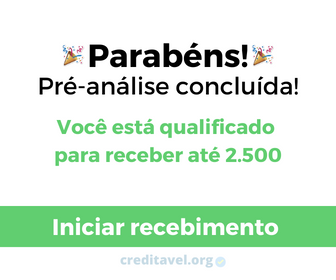 Parabéns!
Pré-análise concluída!
Você está qualificado
para receber até 2.500
Iniciar recebimento
creditavel.org